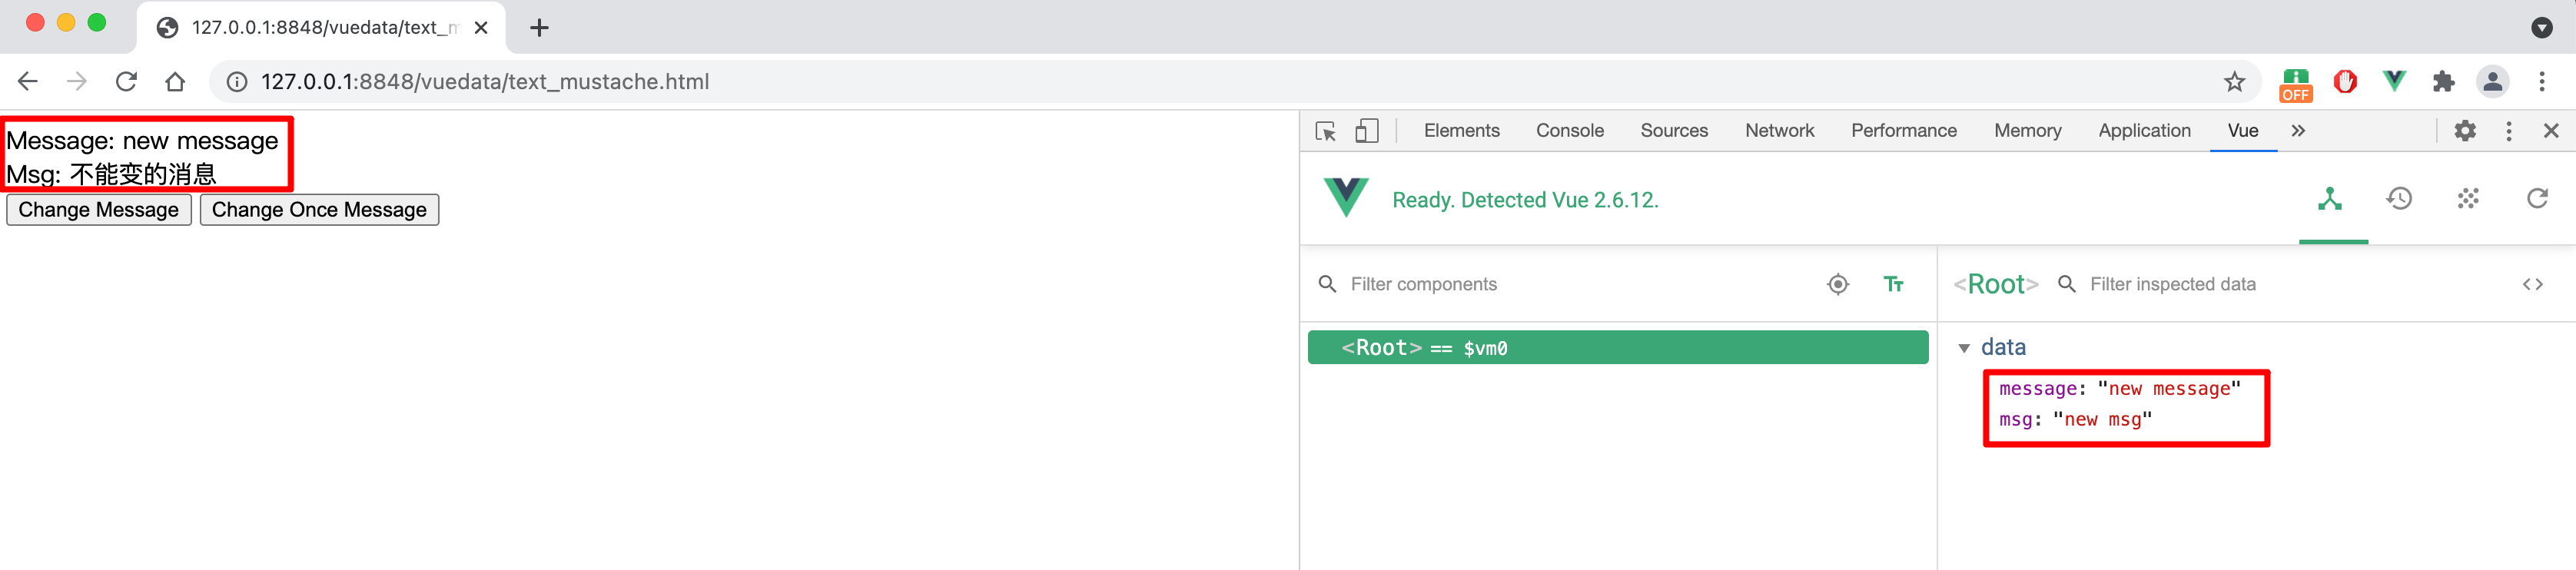 127.0.0.1:8848/vuedata/text_m
127.0.0.1:8848/vuedata/text_mustache.html
OFF
Message: new message
Msg: 不能变的消息
Change Message Change Once Message
Elements Console Sources Network Performance Memory Application Vue »
Ready. Detected Vue 2.6.12.
Filter components
<Root> == $vm0
<Root> Filter inspected data
data
message: "new message"
msg: "new msg"